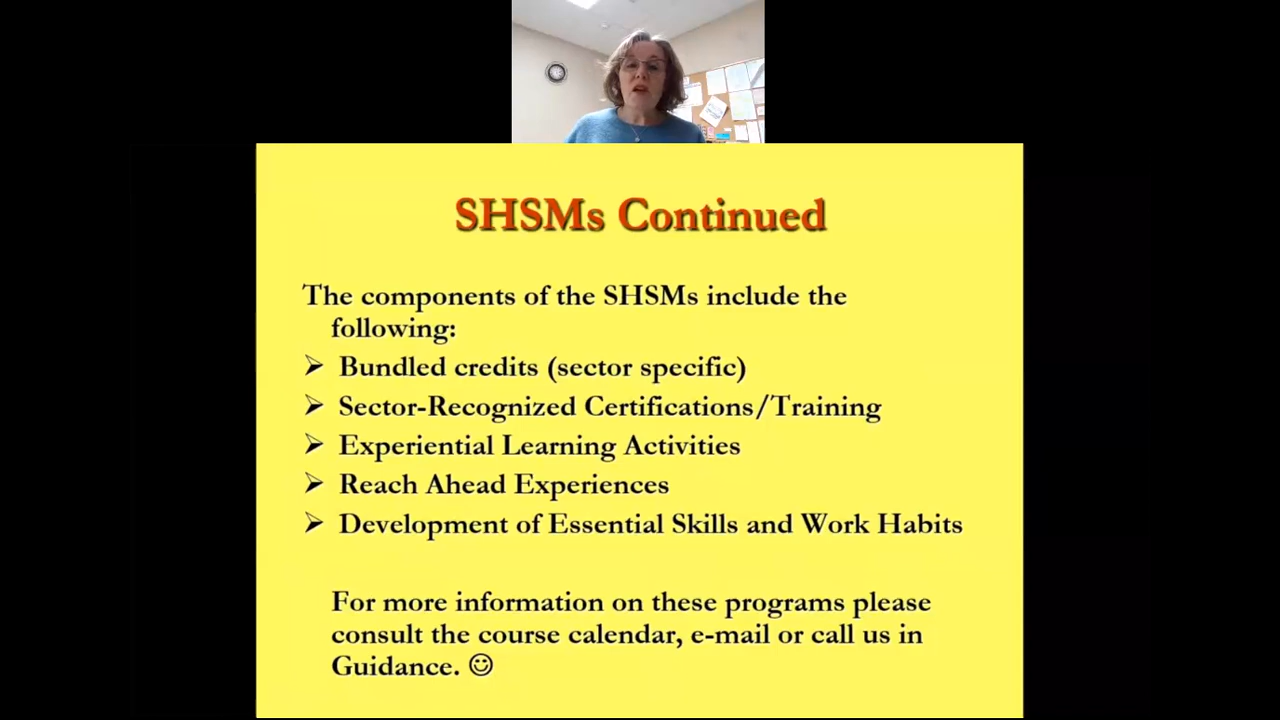 SHSMs Continued
The components of the SHSMs include the
following:
➢ Bundled credits (sector specific)
➢ Sector-Recognized Certifications/Training
➢ Experiential Learning Activities
➢ Reach Ahead Experiences
➢ Development of Essential Skills and Work Habits
For more information on these programs please
consult the course calendar, e-mail or call us in
Guidance. ☺